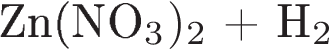 Zn(NO₃)₂ + H₂